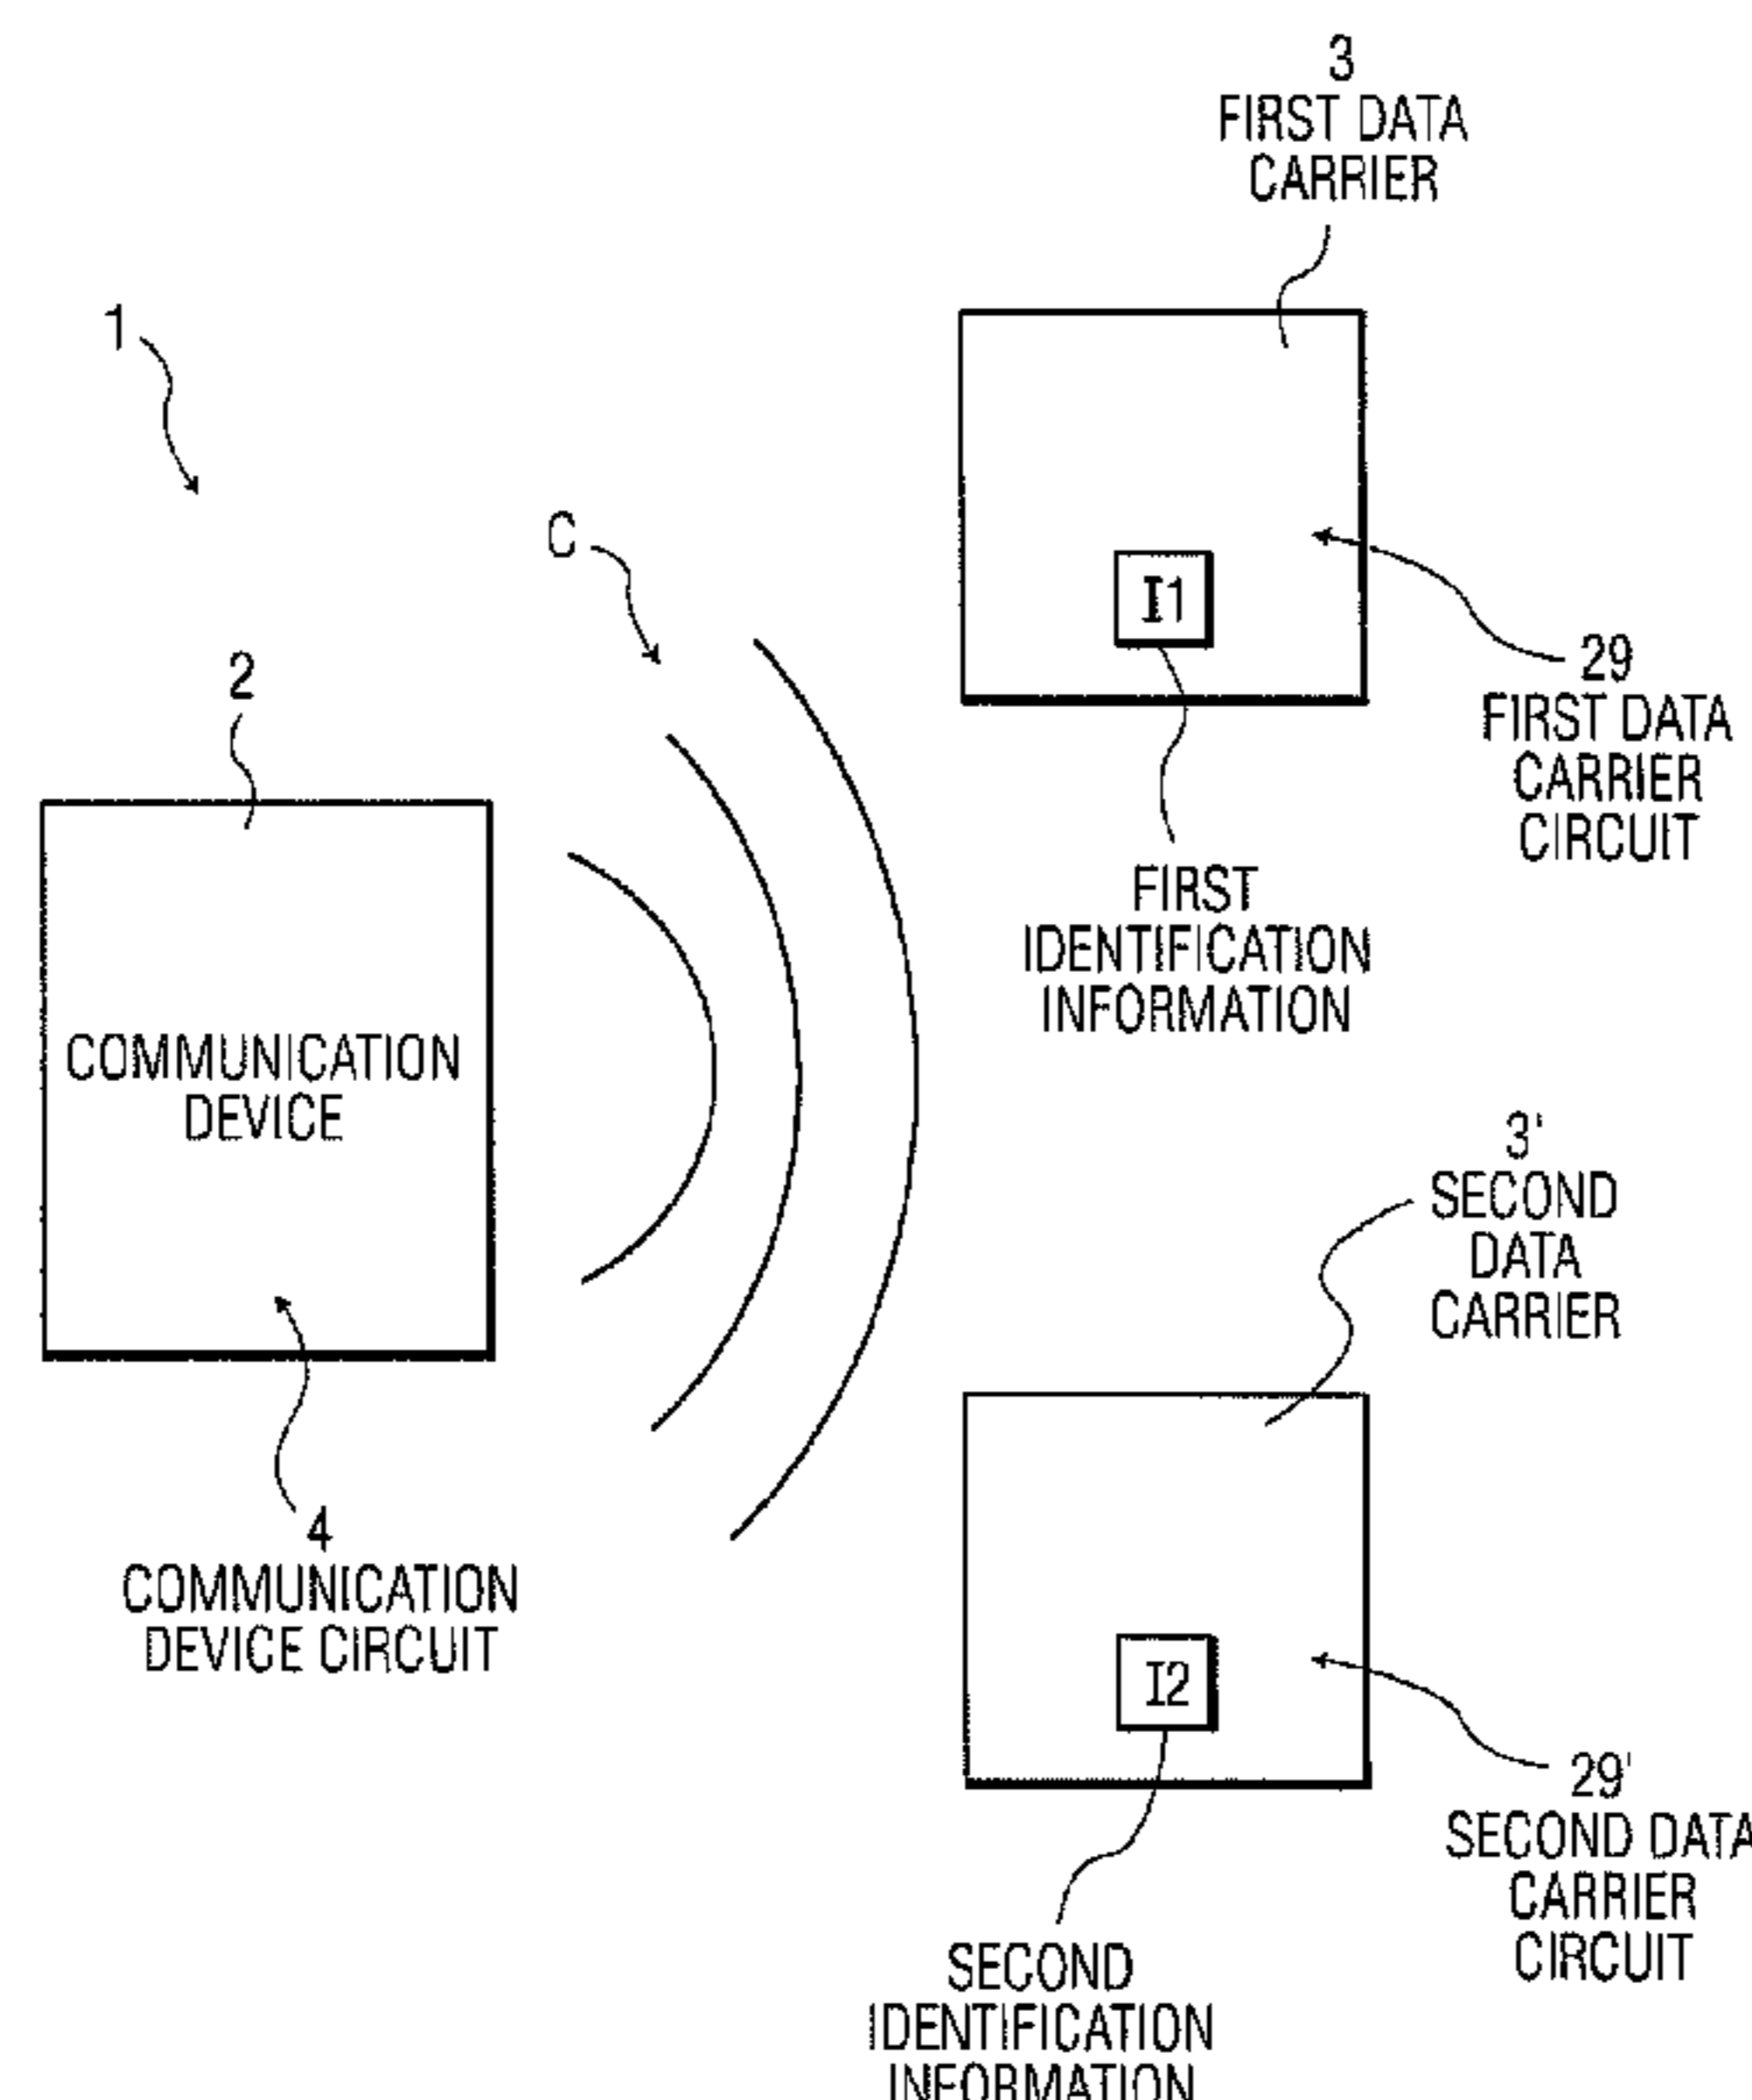 3
FIRST DATA
CARRIER
1
C
I1
29
FIRST DATA
CARRIER
CIRCUIT
2
FIRST
IDENTIFICATION
INFORMATION
COMMUNICATION
DEVICE
3'
SECOND
DATA
CARRIER
4
COMMUNICATION
DEVICE CIRCUIT
I2
29'
SECOND DATA
CARRIER
CIRCUIT
SECOND
IDENTIFICATION
INFORMATION